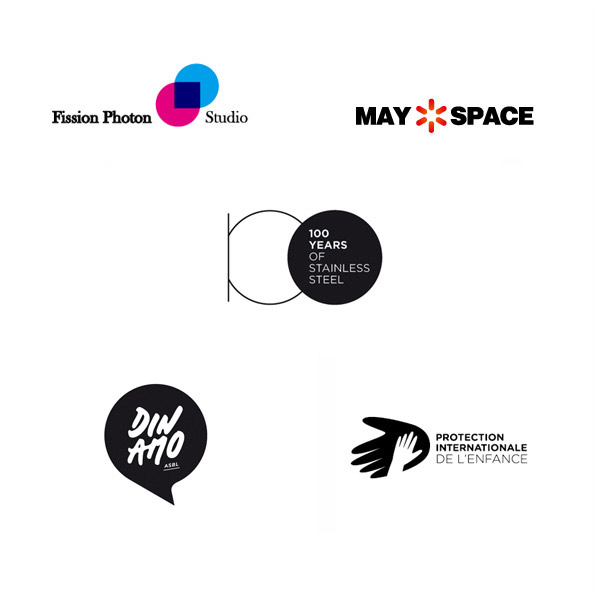 Fission Photon Studio
MAY SPACE
100
YEARS
OF
STAINLESS
STEEL
DIN
AMO
ASBL
PROTECTION
INTERNATIONALE
DE L'ENFANCE